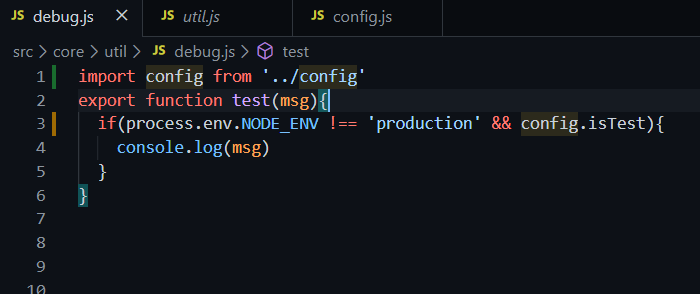 JS debug.js × JS util.js JS config.js
src > core > util > JS debug.js > test
1 import config from '../config'
2 export function test(msg){
3 if(process.env.NODE_ENV !== 'production' && config.isTest){
4 console.log(msg)
5 }
6 }
7
8
9
10